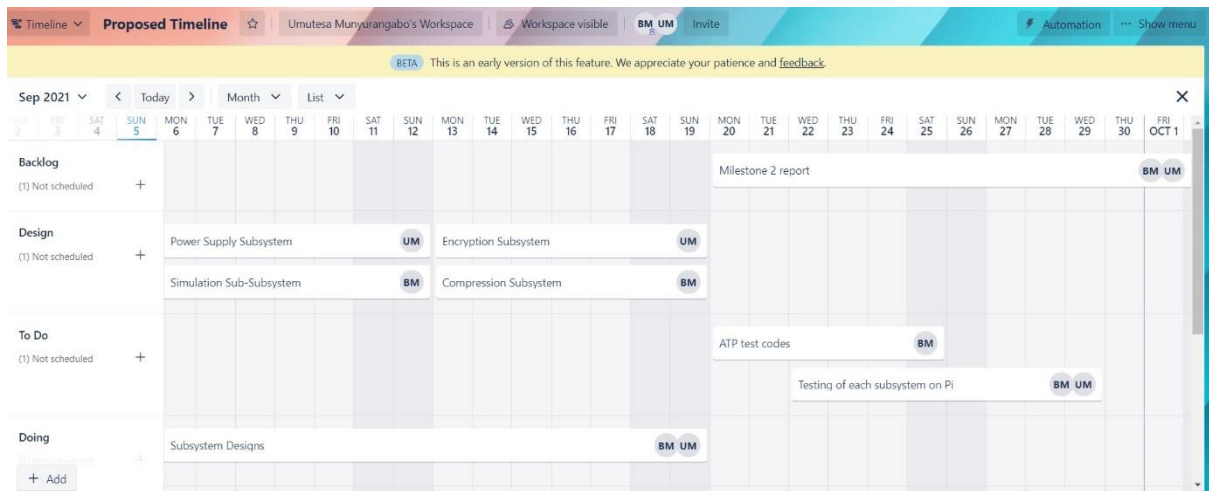 Timeline Proposed Timeline Umutesa Munyurangabo's Workspace Workspace visible BM UM Invite Automation ··· Show menu
BETA This is an early version of this feature. We appreciate your patience and feedback.
Sep 2021 < Today > Month List ✕
FRI SAT SUN MON TUE WED THU FRI SAT SUN MON TUE WED THU FRI SAT SUN MON TUE WED THU FRI SAT SUN MON TUE WED THU FRI
2 3 4 5 6 7 8 9 10 11 12 13 14 15 16 17 18 19 20 21 22 23 24 25 26 27 28 29 30 OCT 1
Backlog
(1) Not scheduled +
Milestone 2 report BM UM
Design
(1) Not scheduled +
Power Supply Subsystem UM Encryption Subsystem UM
Simulation Sub-Subsystem BM Compression Subsystem BM
To Do
(1) Not scheduled +
ATP test codes BM
Testing of each subsystem on Pi BM UM
Doing
Subsystem Designs BM UM
+ Add